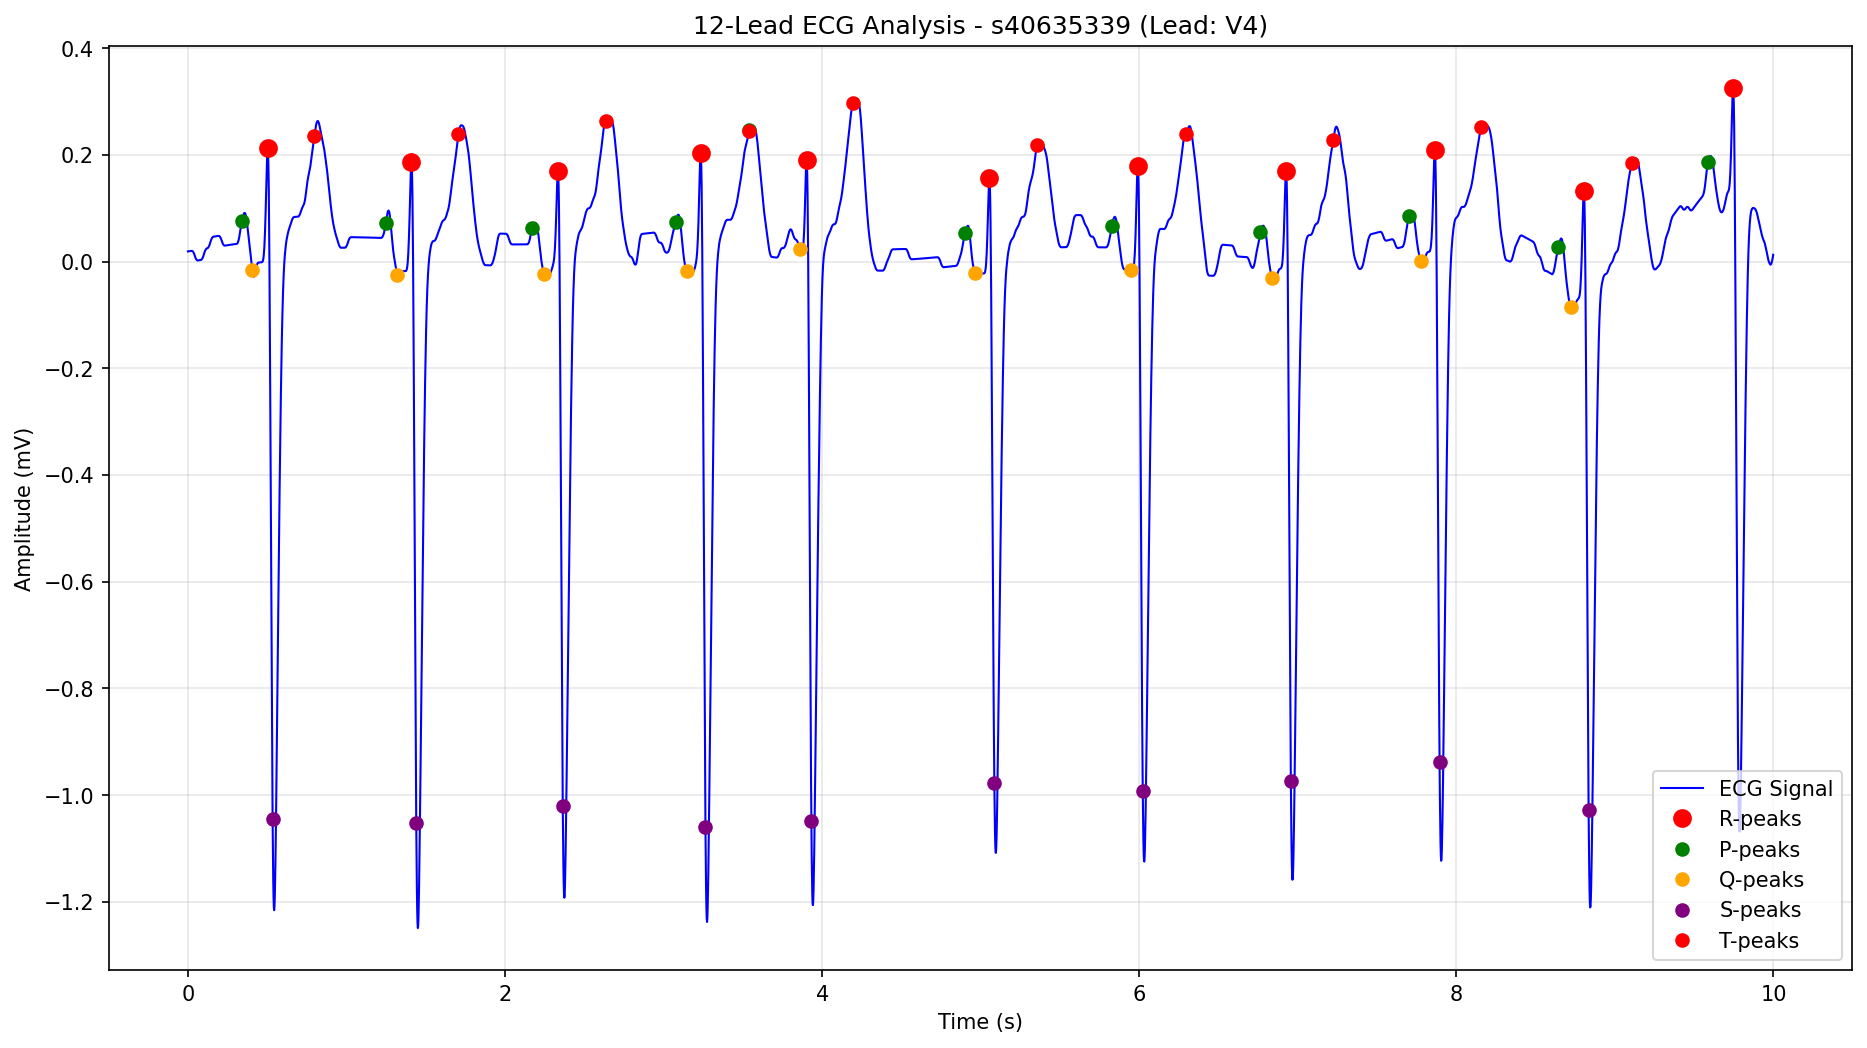 12-Lead ECG Analysis - s40635339 (Lead: V4)
Amplitude (mV)
0.4
0.2
0.0
−0.2
−0.4
−0.6
−0.8
−1.0
−1.2
0 2 4 6 8 10
Time (s)
ECG Signal
R-peaks
P-peaks
Q-peaks
S-peaks
T-peaks